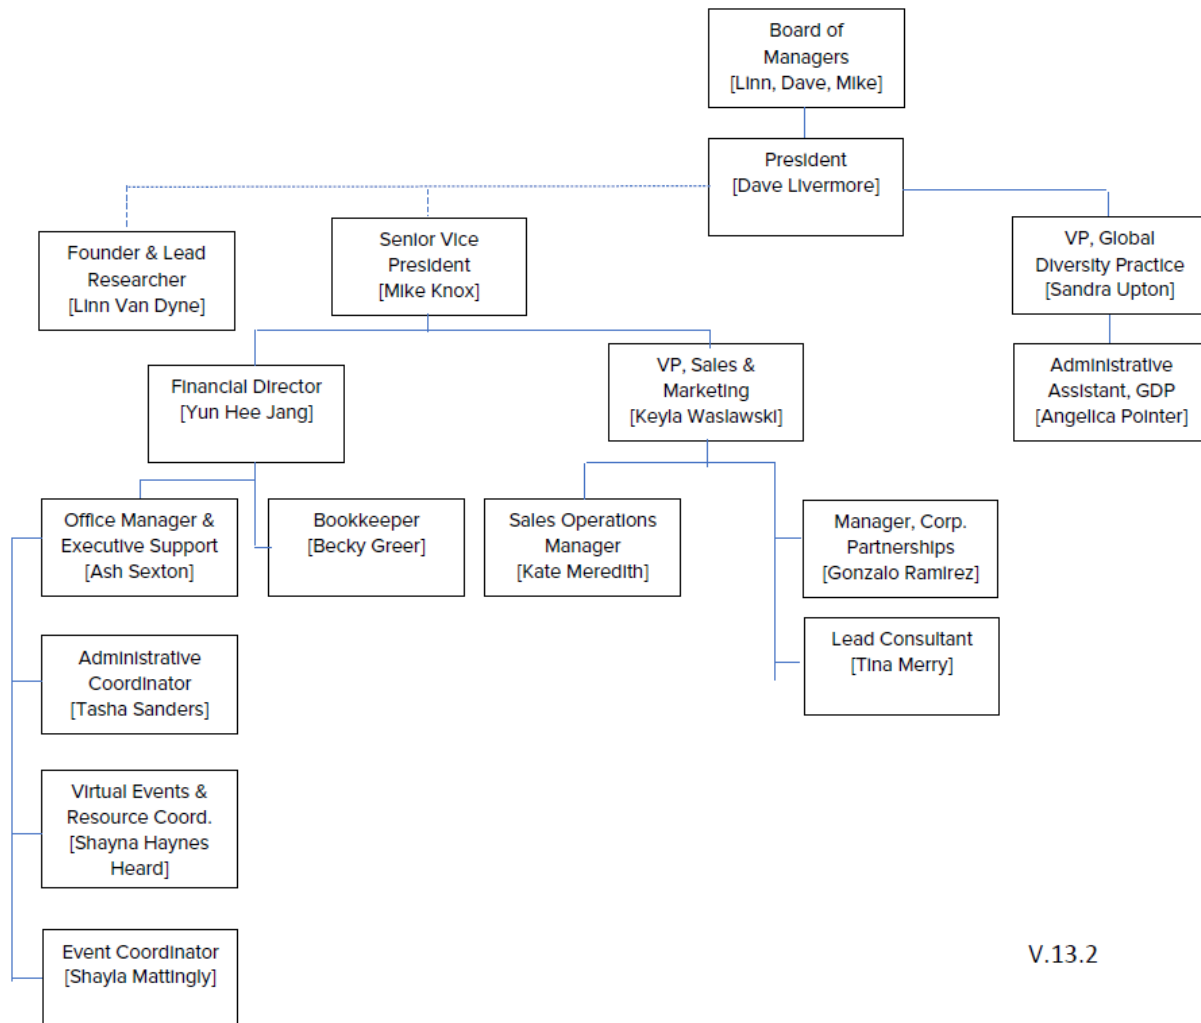 Board of
Managers
[Linn, Dave, Mike]
President
[Dave Livermore]
Founder & Lead
Researcher
[Linn Van Dyne]
Senior Vice
President
[Mike Knox]
VP, Global
Diversity Practice
[Sandra Upton]
Financial Director
[Yun Hee Jang]
VP, Sales &
Marketing
[Keyla Waslawski]
Administrative
Assistant, GDP
[Angelica Pointer]
Office Manager &
Executive Support
[Ash Sexton]
Bookkeeper
[Becky Greer]
Sales Operations
Manager
[Kate Meredith]
Manager, Corp.
Partnerships
[Gonzalo Ramirez]
Administrative
Coordinator
[Tasha Sanders]
Lead Consultant
[Tina Merry]
Virtual Events &
Resource Coord.
[Shayna Haynes
Heard]
Event Coordinator
[Shayla Mattingly]
V.13.2